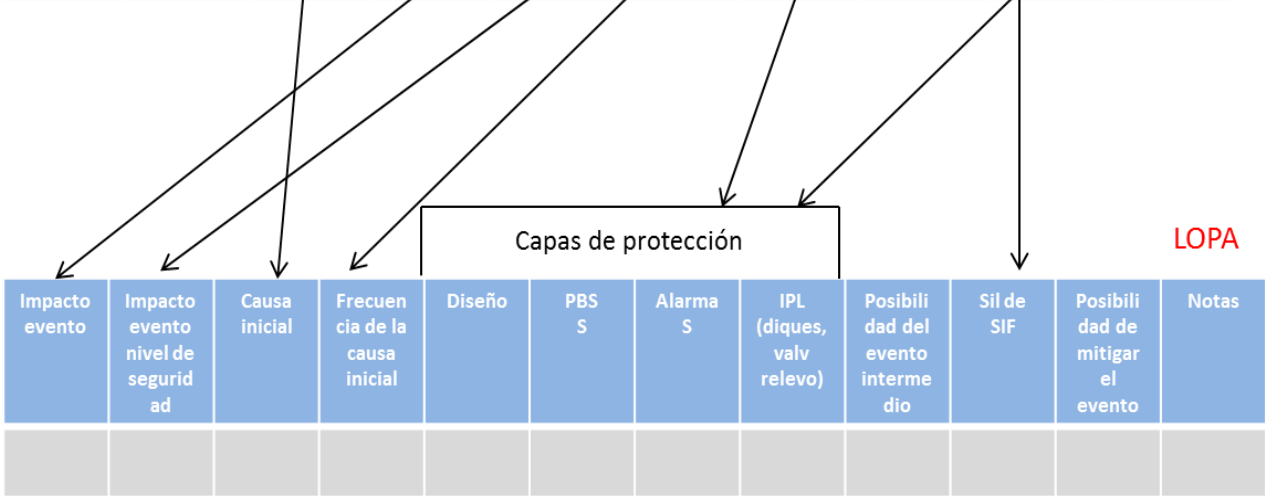 Capas de protección
LOPA
Impacto
evento
Impacto
evento
nivel de
segurid
ad
Causa
inicial
Frecuen
cia de la
causa
inicial
Diseño
PBS
S
Alarma
S
IPL
(diques,
valv
relevo)
Posibili
dad del
evento
interme
dio
Sil de
SIF
Posibili
dad de
mitigar
el
evento
Notas